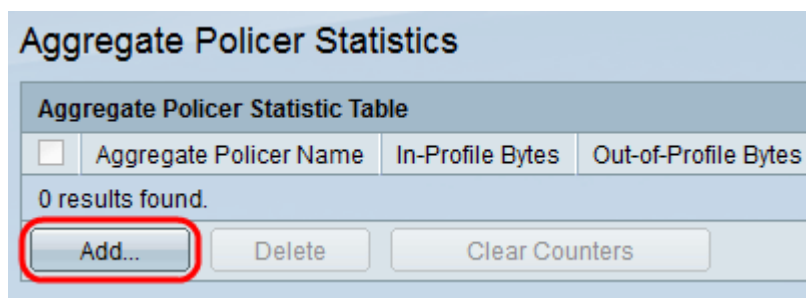 Aggregate Policer Statistics
Aggregate Policer Statistic Table
Aggregate Policer Name In-Profile Bytes Out-of-Profile Bytes
0 results found.
Add... Delete Clear Counters